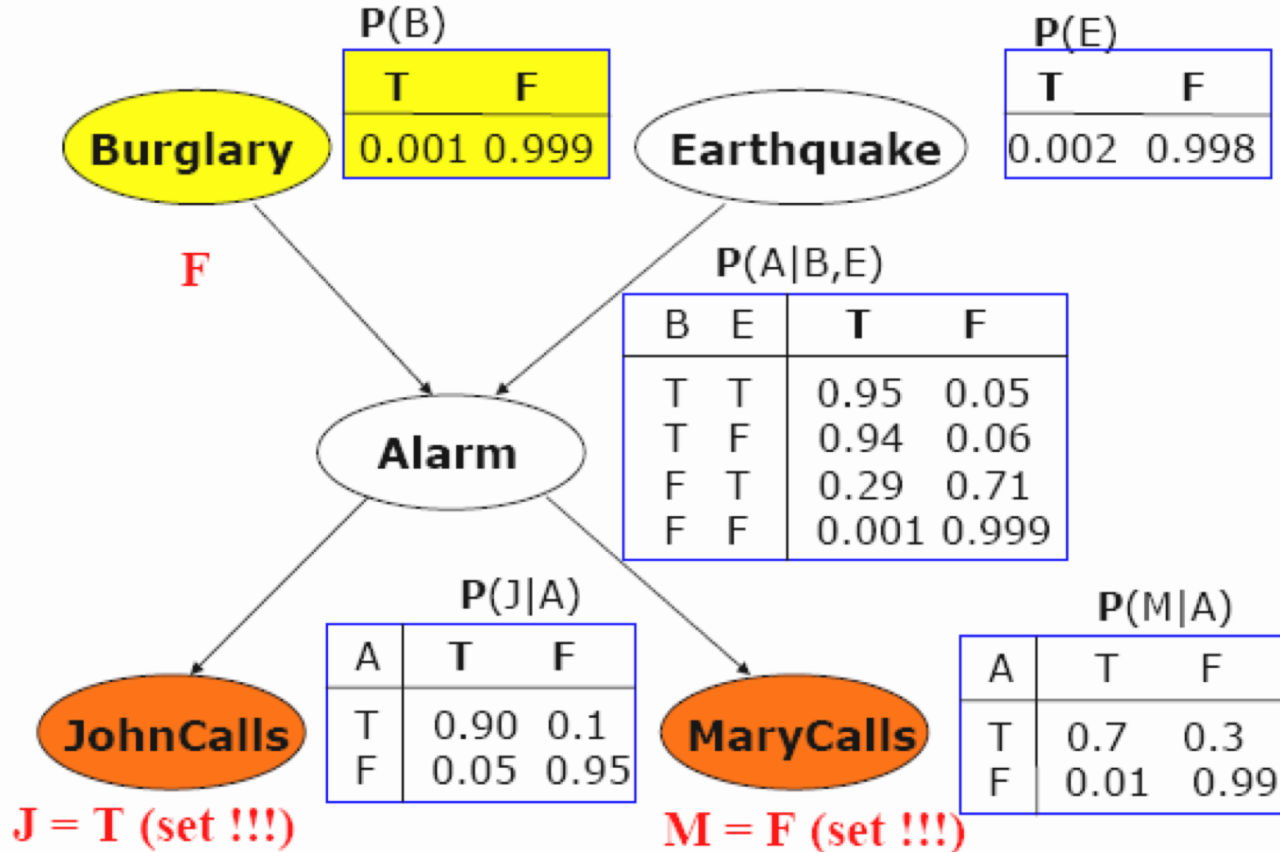 P(B)
T F
0.001 0.999
P(E)
T F
0.002 0.998
Burglary
Earthquake
F
P(A|B,E)
B E T F
T T 0.95 0.05
T F 0.94 0.06
F T 0.29 0.71
F F 0.001 0.999
Alarm
P(J|A)
A T F
T 0.90 0.1
F 0.05 0.95
P(M|A)
A T F
T 0.7 0.3
F 0.01 0.99
JohnCalls
MaryCalls
J = T (set !!!)
M = F (set !!!)